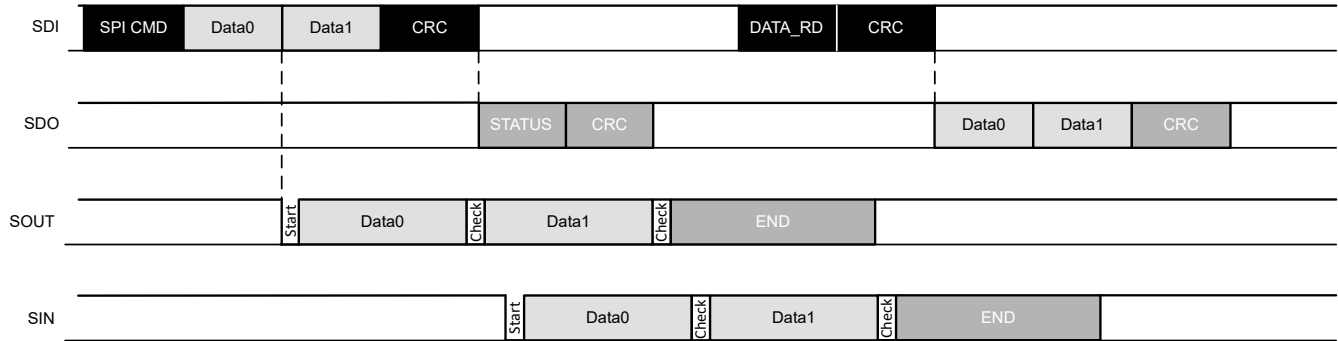 SDI SPI CMD Data0 Data1 CRC DATA_RD CRC
SDO STATUS CRC Data0 Data1 CRC
SOUT Start Data0 Check Data1 Check END
SIN Start Data0 Check Data1 Check END